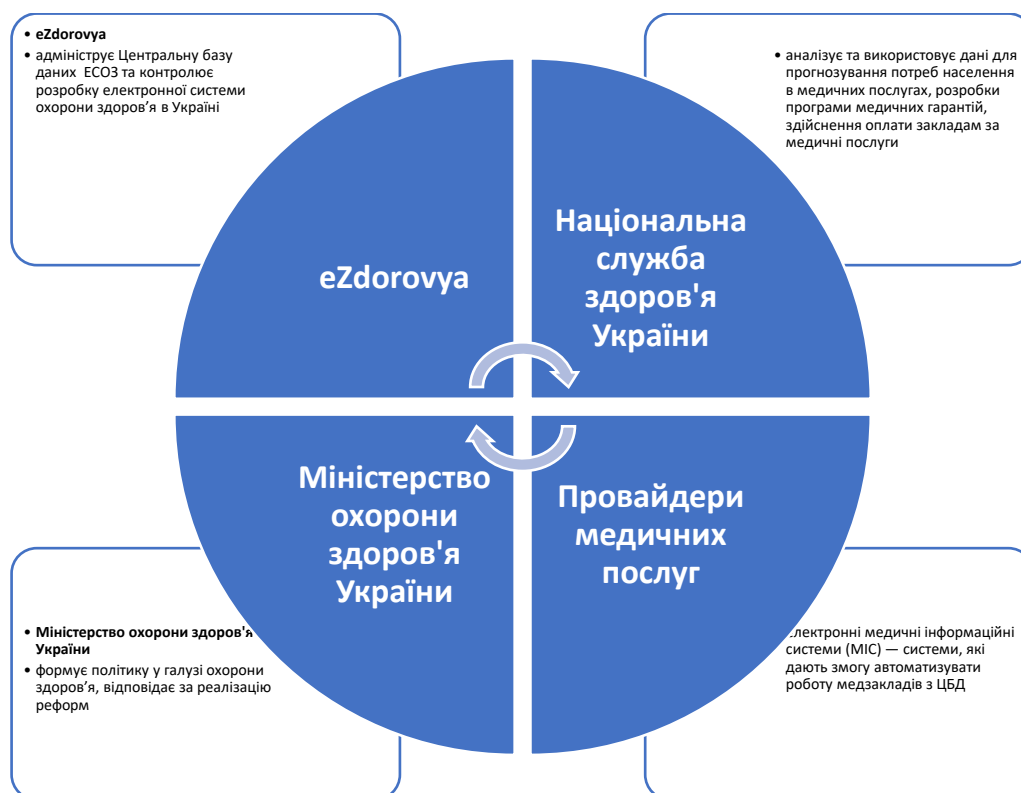 • eZdorovya
• адмініструє Центральну базу
даних ЕСОЗ та контролює
розробку електронної системи
охорони здоров’я в Україні
• аналізує та використовує дані для
прогнозування потреб населення
в медичних послугах, розробки
програми медичних гарантій,
здійснення оплати закладам за
медичні послуги
eZdorovya
Національна
служба
здоров'я
України
Міністерство
охорони
здоров'я
України
Провайдери
медичних
послуг
• Міністерство охорони здоров'я
України
• формує політику у галузі охорони
здоров’я, відповідає за реалізацію
реформ
електронні медичні інформаційні
системи (МІС) — системи, які
дають змогу автоматизувати
роботу медзакладів з ЦБД